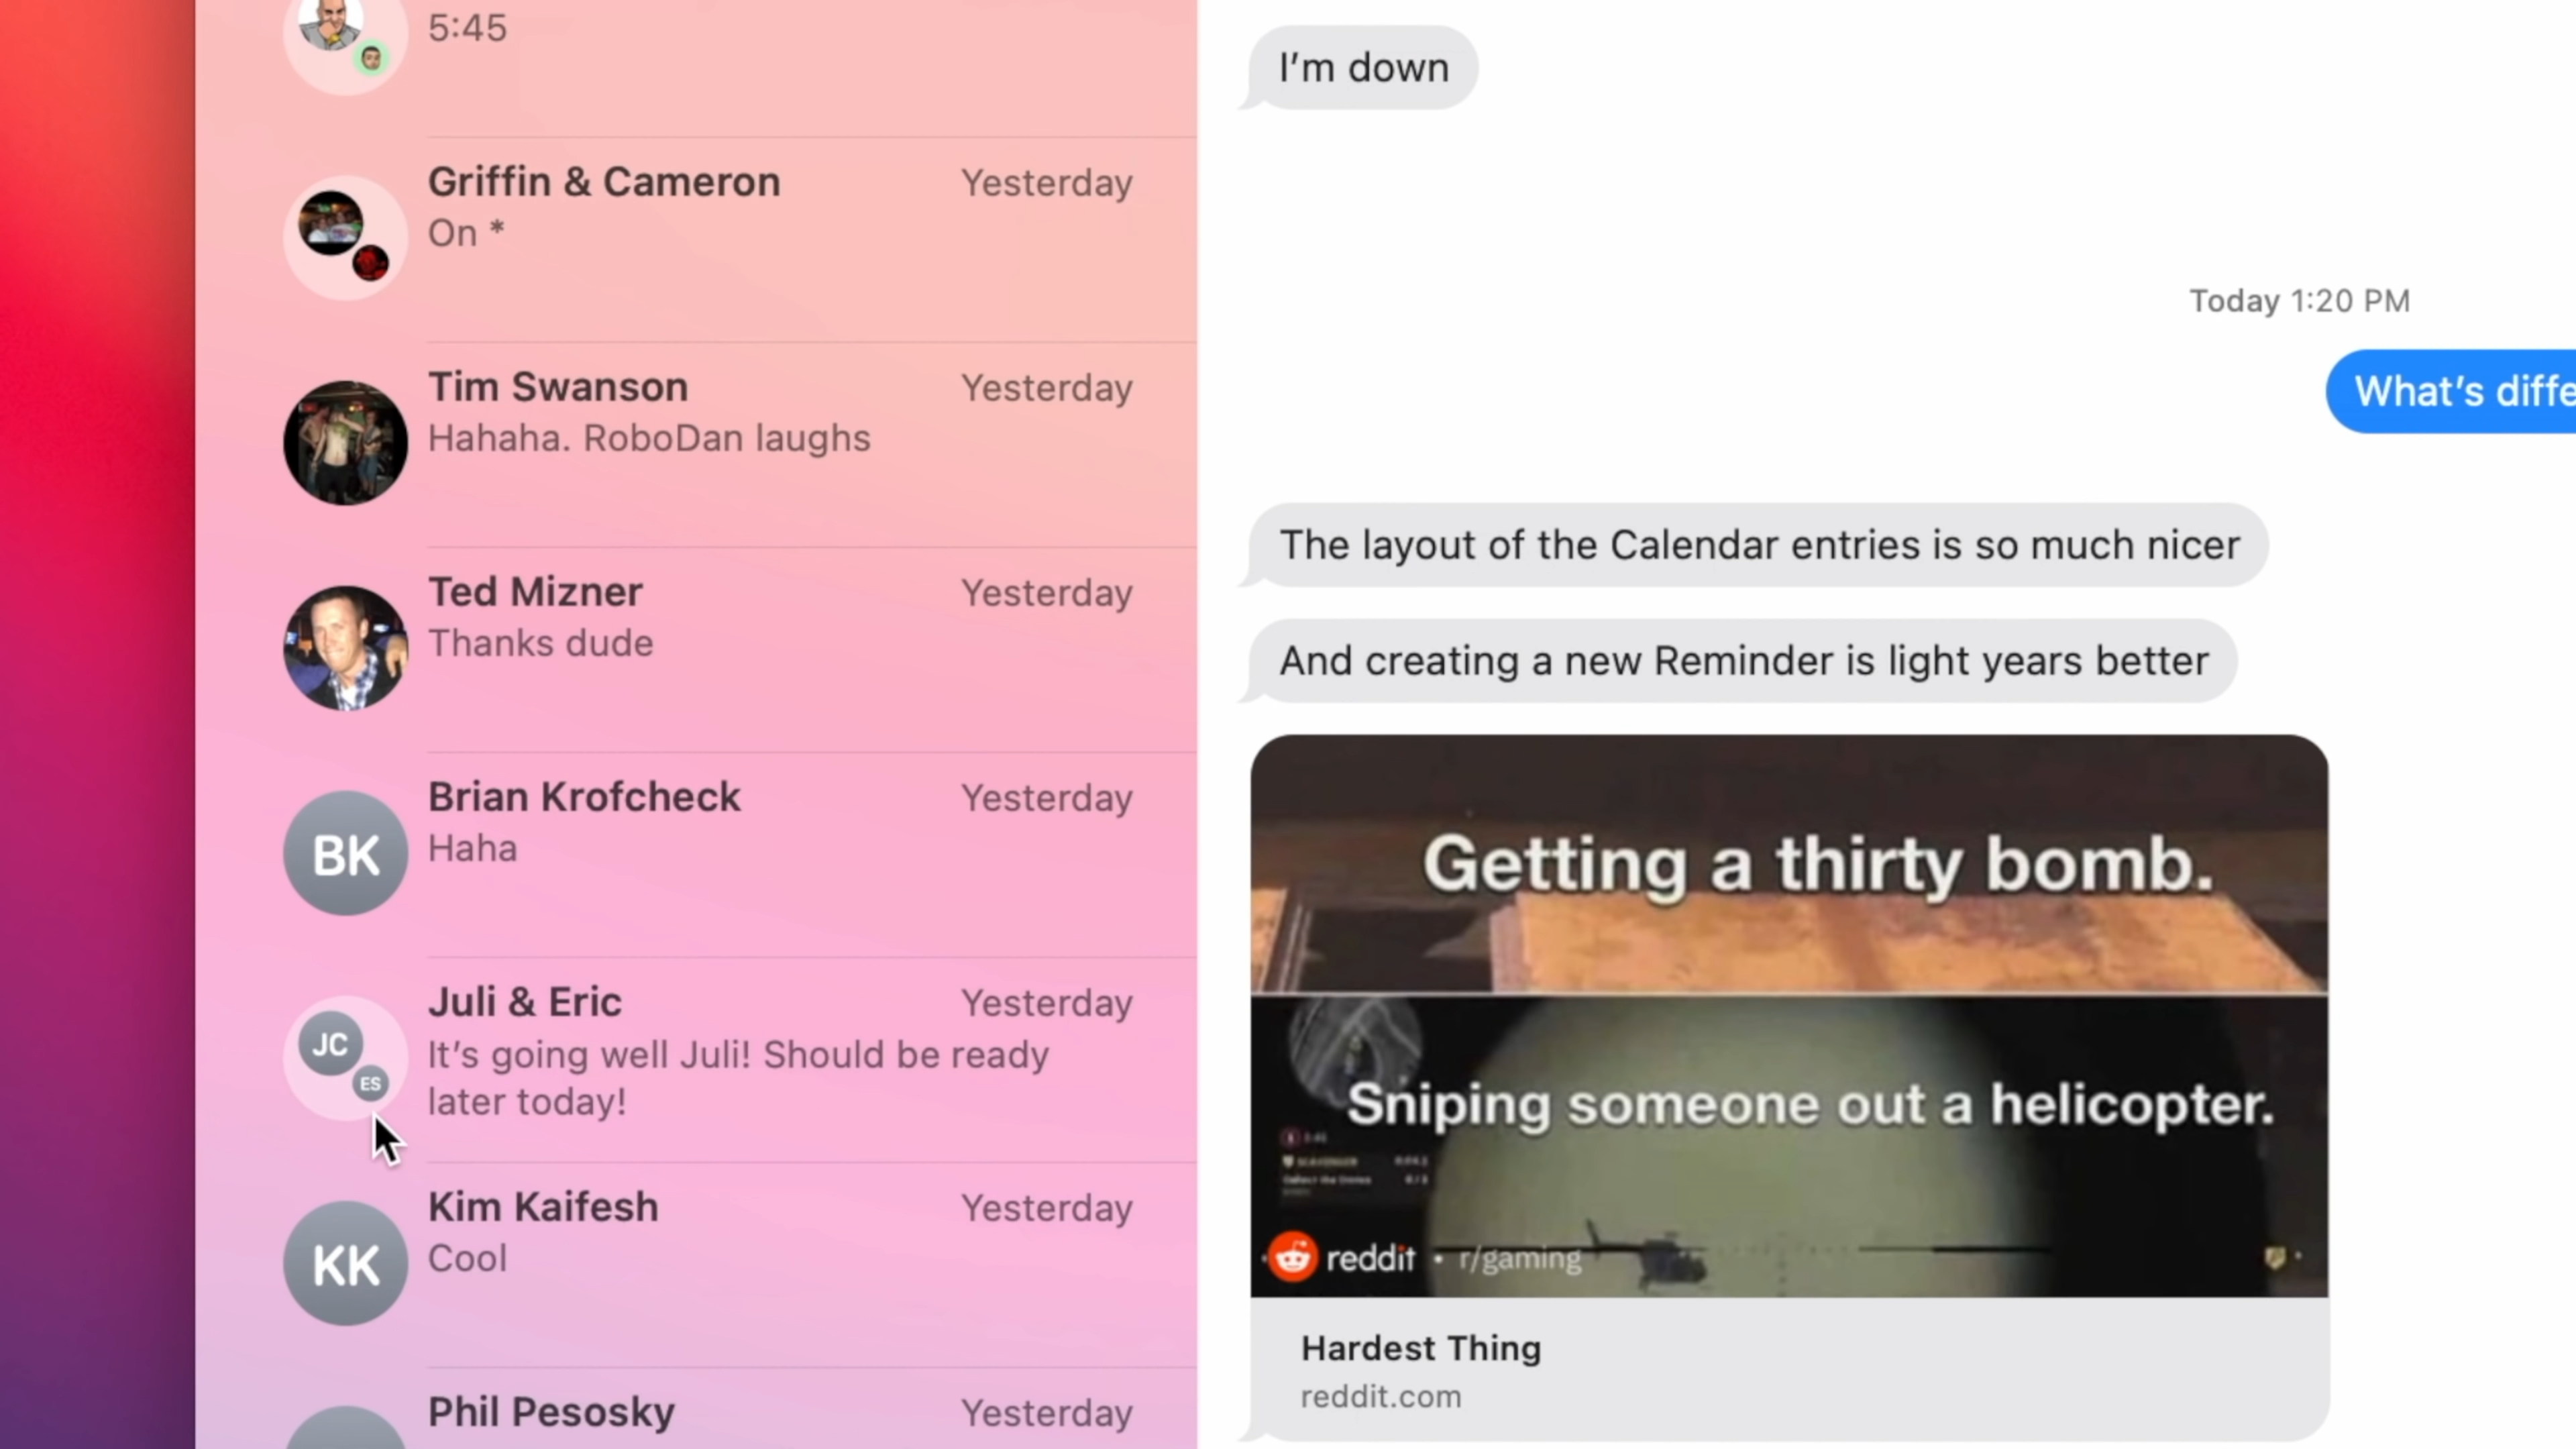 5:45
Griffin & Cameron
Yesterday
On *
Tim Swanson
Yesterday
Hahaha. RoboDan laughs
Ted Mizner
Yesterday
Thanks dude
BK
Brian Krofcheck
Yesterday
Haha
JC
ES
Juli & Eric
Yesterday
It’s going well Juli! Should be ready
later today!
KK
Kim Kaifesh
Yesterday
Cool
Phil Pesosky
Yesterday
I’m down
Today 1:20 PM
What’s diffe
The layout of the Calendar entries is so much nicer
And creating a new Reminder is light years better
Getting a thirty bomb.
Sniping someone out a helicopter.
reddit • r/gaming
Hardest Thing
reddit.com